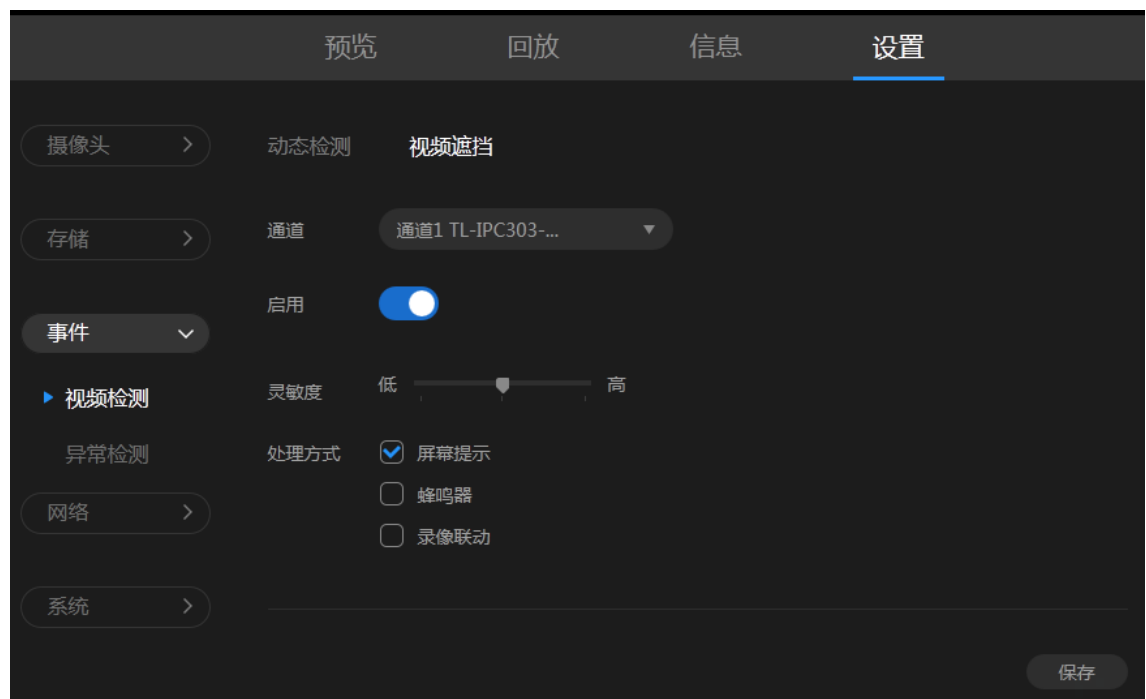 预览 回放 信息 设置
摄像头
存储
事件
视频检测
异常检测
网络
系统
动态检测 视频遮挡
通道 通道1 TL-IPC303-...
启用
灵敏度 低 高
处理方式 屏幕提示
蜂鸣器
录像联动
保存